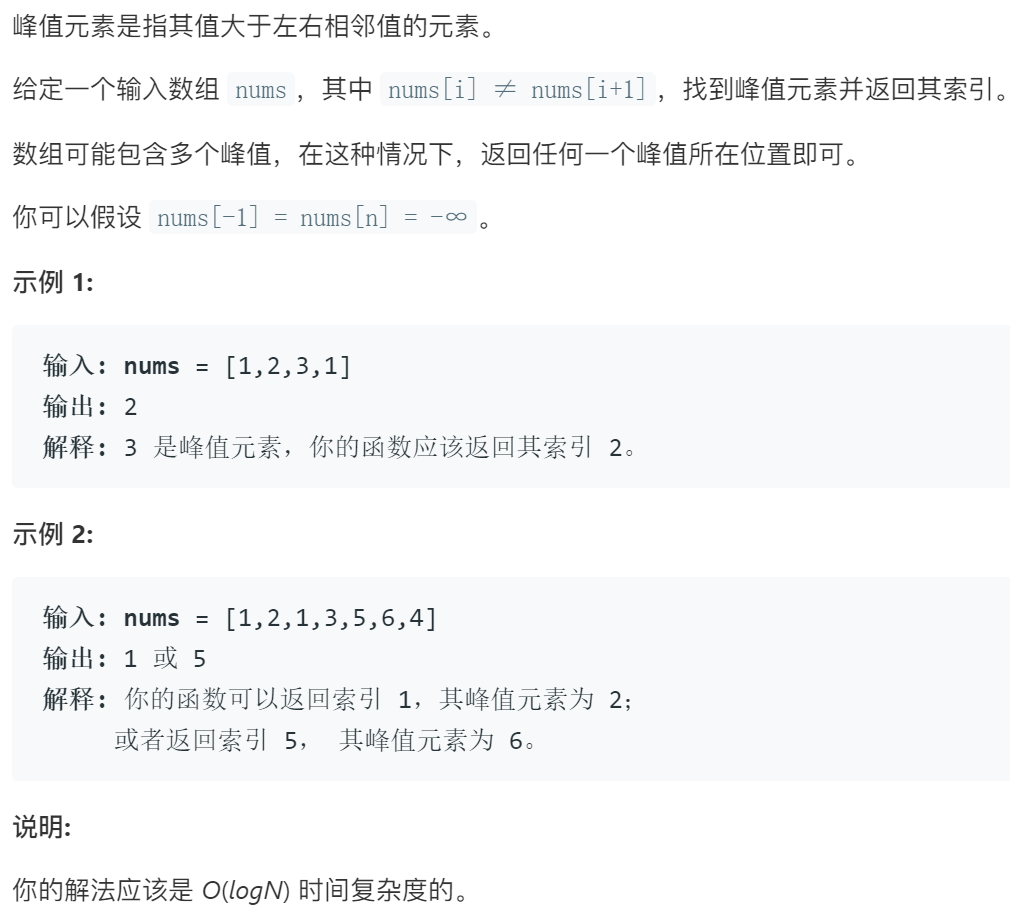 峰值元素是指其值大于左右相邻值的元素。
给定一个输入数组 nums ，其中 nums[i] ≠ nums[i+1]，找到峰值元素并返回其索引。
数组可能包含多个峰值，在这种情况下，返回任何一个峰值所在位置即可。
你可以假设 nums[-1] = nums[n] = -∞ 。
示例 1:
输入: nums = [1,2,3,1]
输出: 2
解释: 3 是峰值元素，你的函数应该返回其索引 2。
示例 2:
输入: nums = [1,2,1,3,5,6,4]
输出: 1 或 5
解释: 你的函数可以返回索引 1，其峰值元素为 2；
或者返回索引 5， 其峰值元素为 6。
说明:
你的解法应该是 O(logN) 时间复杂度的。